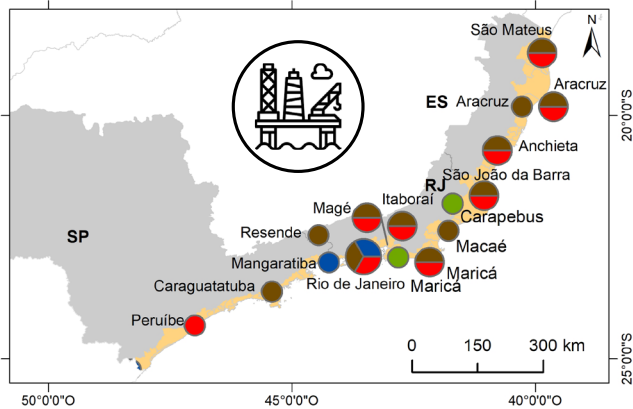 N
São Mateus
Aracruz
ES
Aracruz
20°0'0"S
Anchieta
São João da Barra
RJ
Itaboraí
Magé
Carapebus
Resende
SP
Macaé
Mangaratiba
Maricá
Rio de Janeiro
Maricá
Caraguatatuba
Peruíbe
0 150 300 km
25°0'0"S
50°0'0"O 45°0'0"O 40°0'0"O